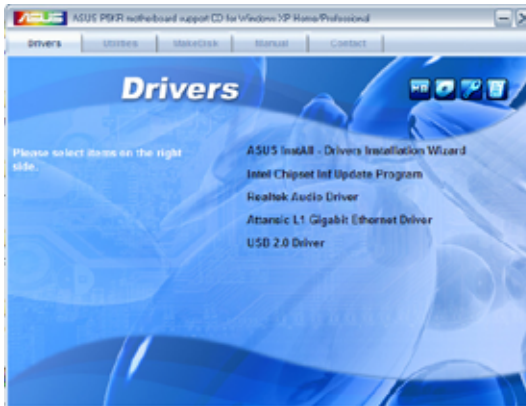 ASUS P5KR motherboard support CD for Windows XP Home/Professional
Drivers
Utilities
MakeDisk
Manual
Contact
Drivers
Please select items on the right
side.
ASUS InstAll - Drivers Installation Wizard
Intel Chipset Inf Update Program
Realtek Audio Driver
Attansic L1 Gigabit Ethernet Driver
USB 2.0 Driver